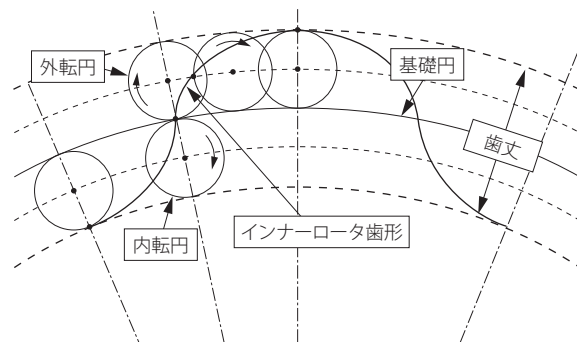 外転円
基礎円
歯丈
内転円
インナーロータ歯形